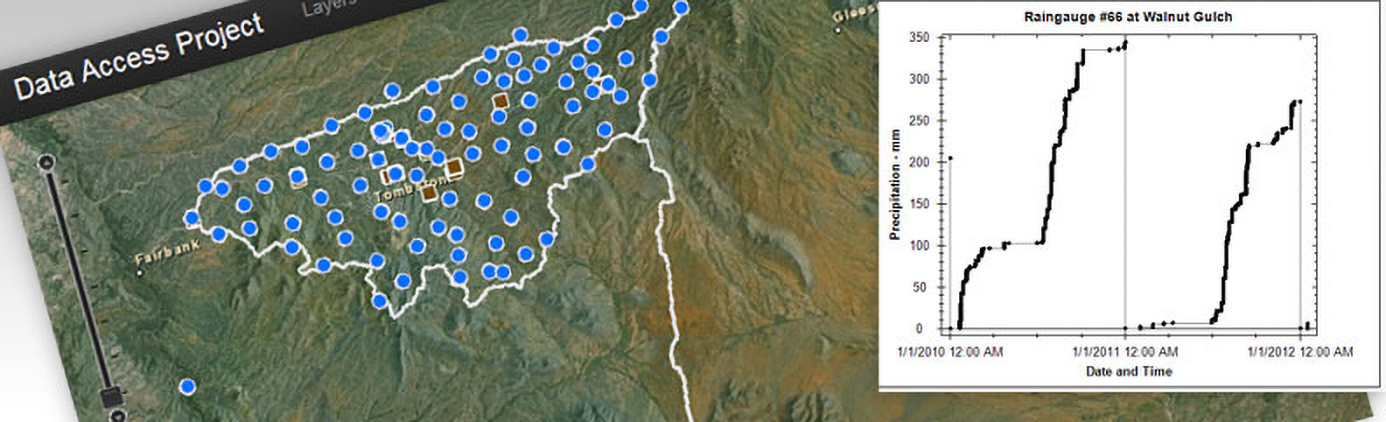 Data Access Project
Layers
Fairbank
Tombstone
Raingauge #66 at Walnut Gulch
Precipitation - mm
350
300
250
200
150
100
50
0
1/1/2010 12:00 AM
1/1/2011 12:00 AM
1/1/2012 12:00 AM
Date and Time